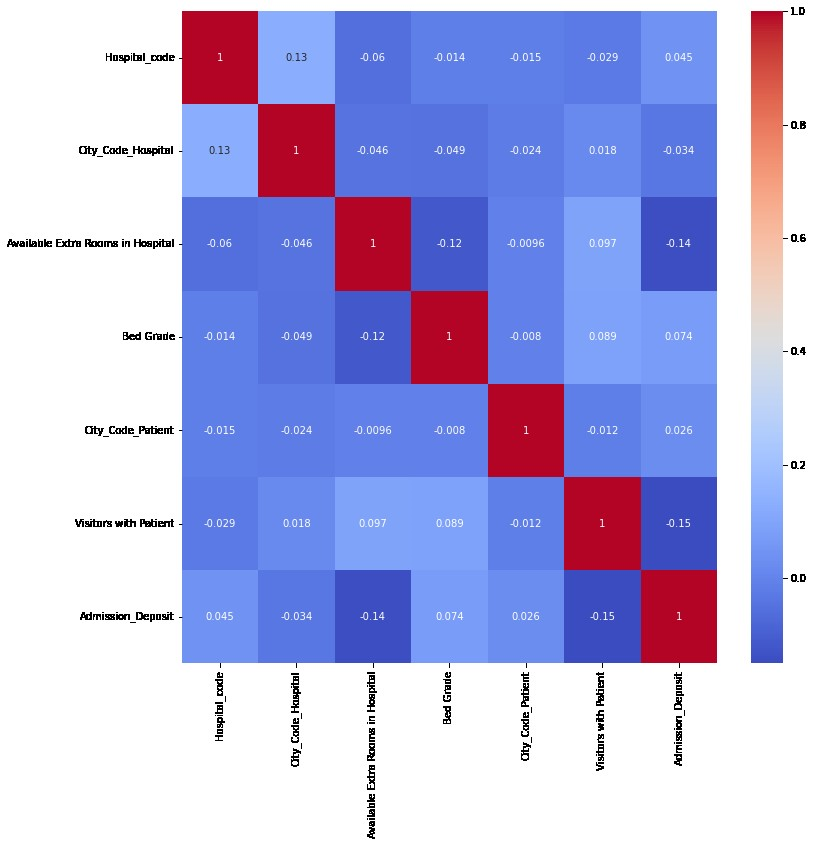 Hospital_code 1 0.13 -0.06 -0.014 -0.015 -0.029 0.045
City_Code_Hospital 0.13 1 -0.046 -0.049 -0.024 0.018 -0.034
Available Extra Rooms in Hospital -0.06 -0.046 1 -0.12 -0.0096 0.097 -0.14
Bed Grade -0.014 -0.049 -0.12 1 -0.008 0.089 0.074
City_Code_Patient -0.015 -0.024 -0.0096 -0.008 1 -0.012 0.026
Visitors with Patient -0.029 0.018 0.097 0.089 -0.012 1 -0.15
Admission_Deposit 0.045 -0.034 -0.14 0.074 0.026 -0.15 1
Hospital_code
City_Code_Hospital
Available Extra Rooms in Hospital
Bed Grade
City_Code_Patient
Visitors with Patient
Admission_Deposit
1.0
0.8
0.6
0.4
0.2
0.0